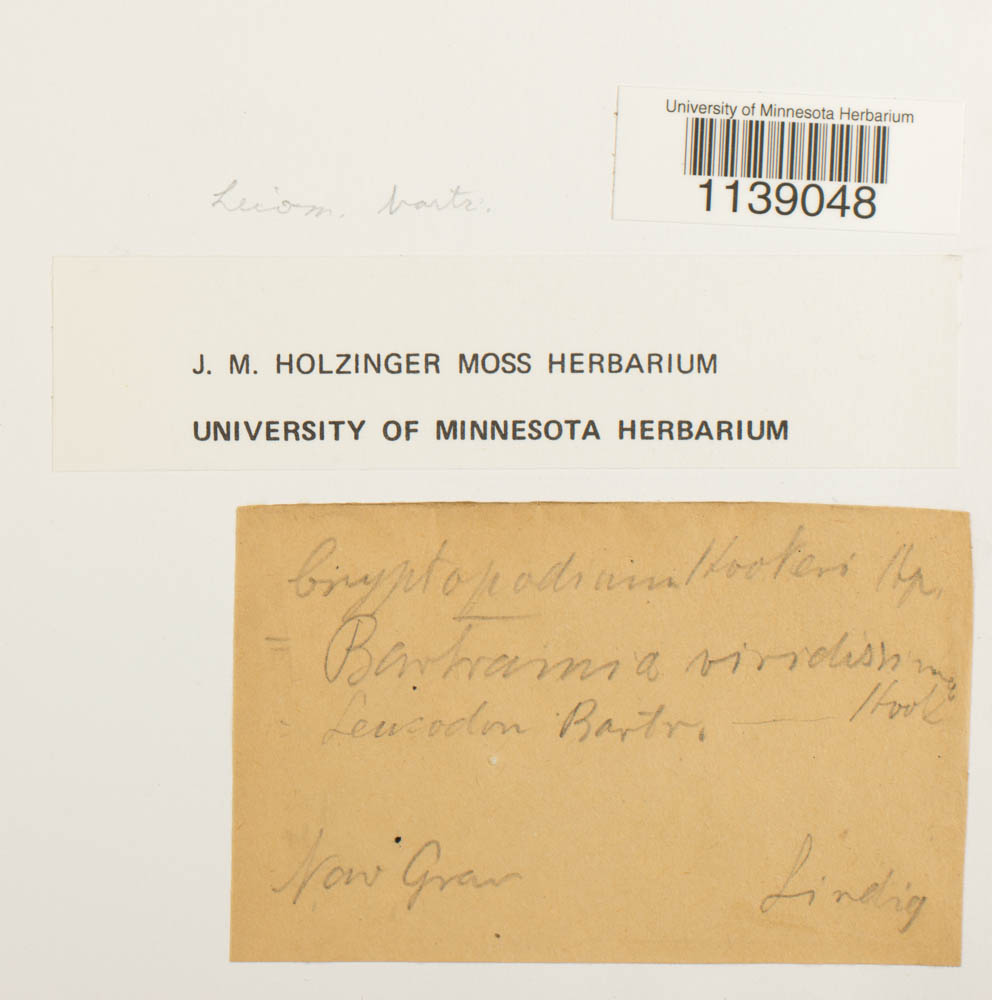 University of Minnesota Herbarium
1139048
Leiom. bartr.
J. M. HOLZINGER MOSS HERBARIUM
UNIVERSITY OF MINNESOTA HERBARIUM
Cryptopodium Hookeri Hp.
= Bartramia viridissima
= Leucodon Bartr. — Hook
Nov Gran
Lindig